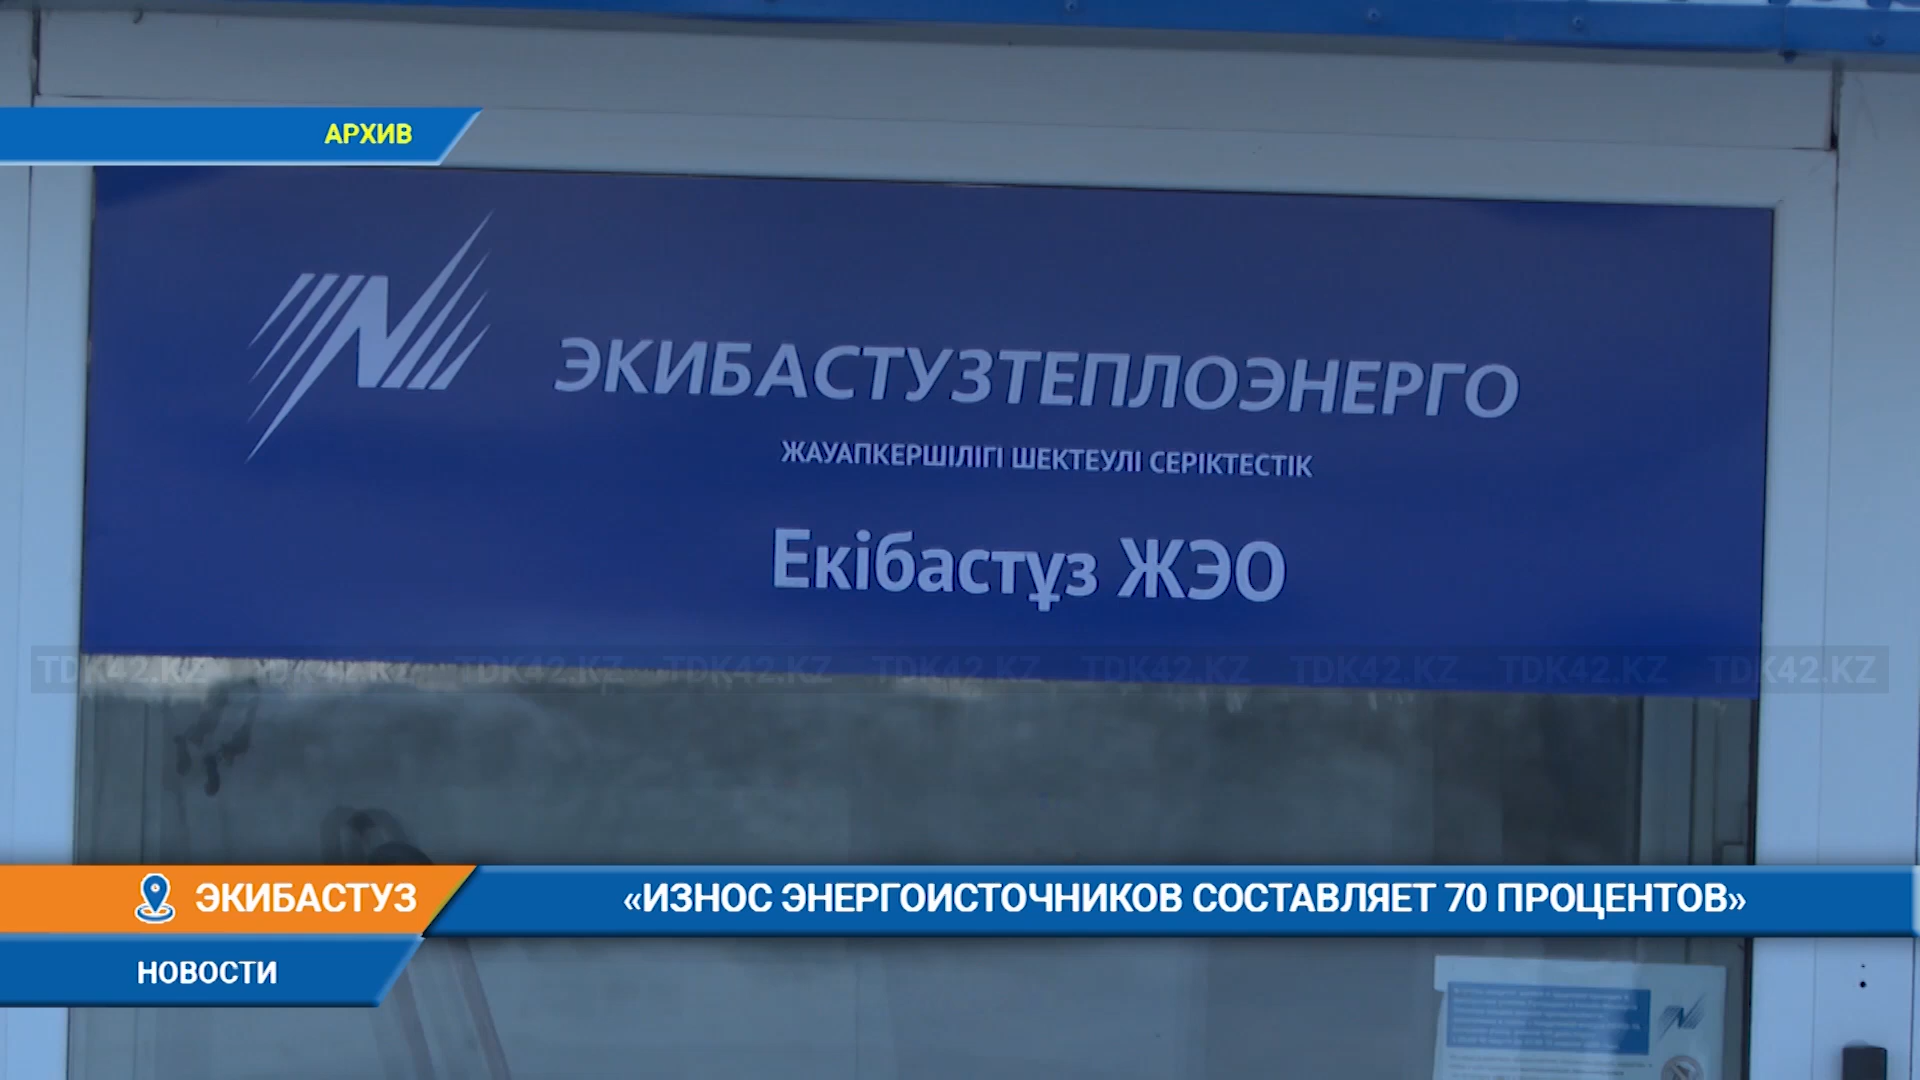 АРХИВ
ЭКИБАСТУЗТЕПЛОЭНЕРГО
ЖАУАПКЕРШІЛІГІ ШЕКТЕУЛІ СЕРІКТЕСТІК
Екібастұз ЖЭО
TDK42.KZ TDK42.KZ TDK42.KZ TDK42.KZ TDK42.KZ TDK42.KZ TDK42.KZ TDK42.KZ TDK42.KZ
ЭКИБАСТУЗ
«ИЗНОС ЭНЕРГОИСТОЧНИКОВ СОСТАВЛЯЕТ 70 ПРОЦЕНТОВ»
НОВОСТИ